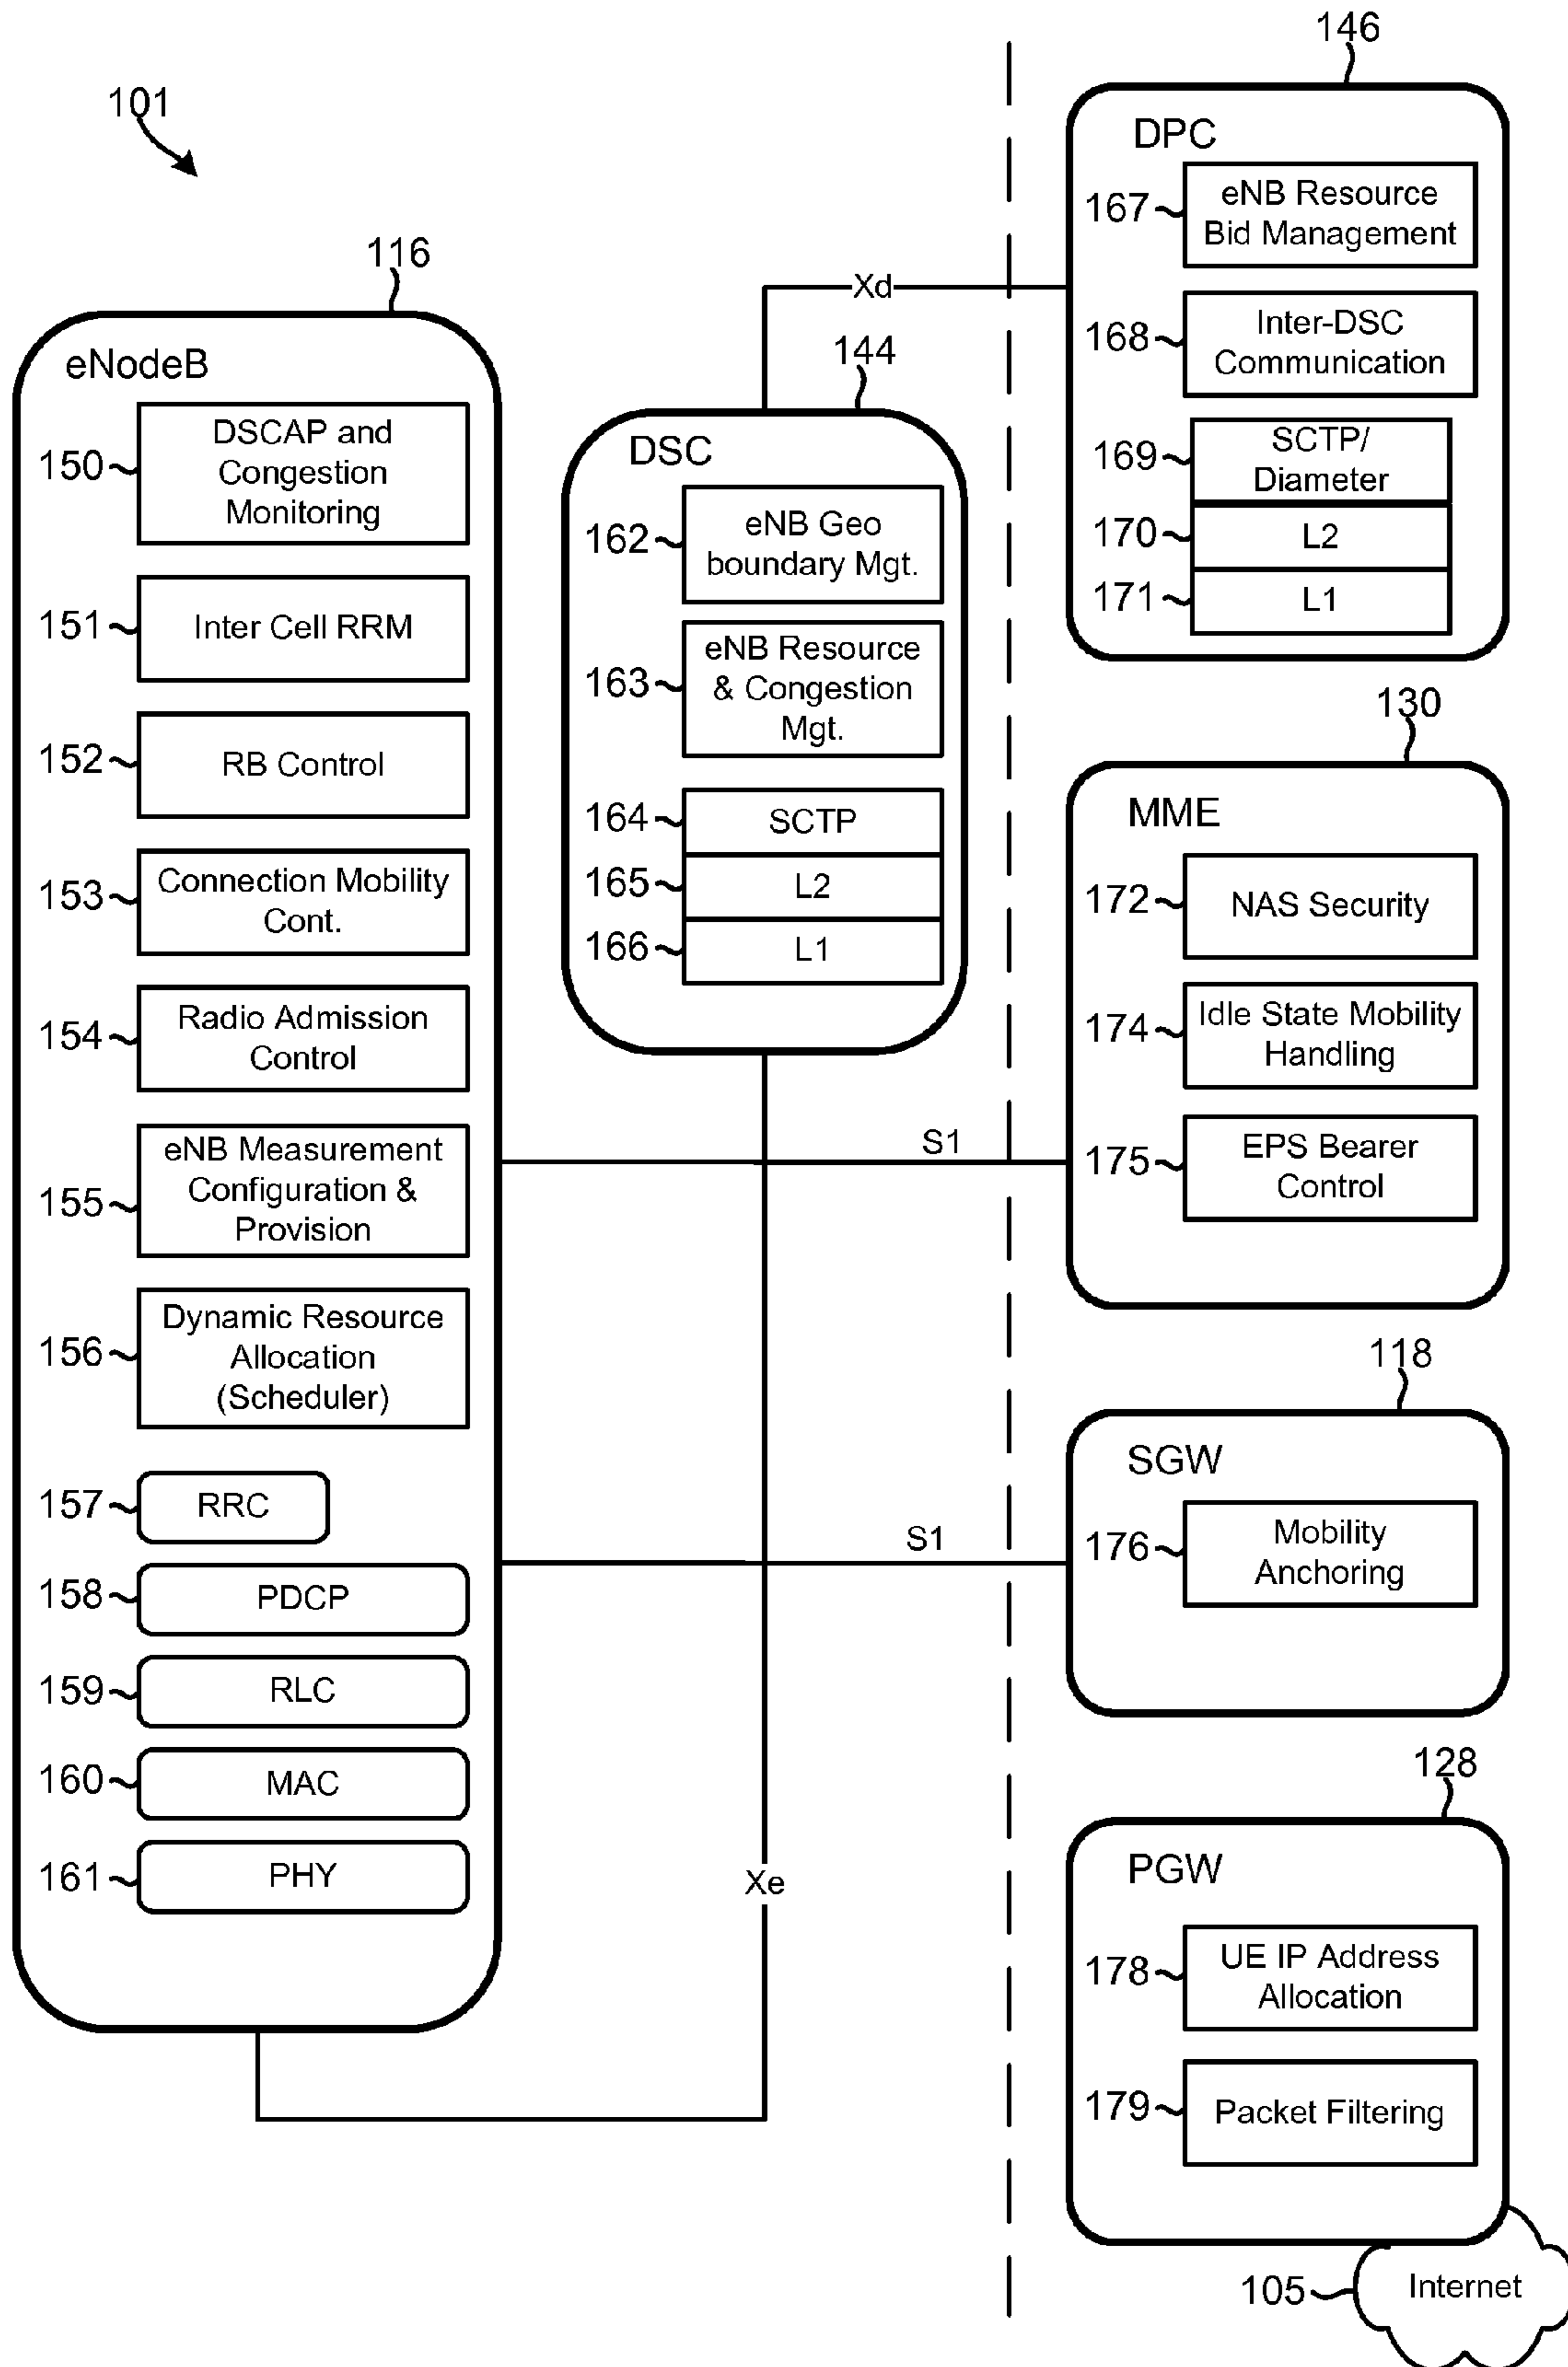 101
116
eNodeB
150
DSCAP and
Congestion
Monitoring
151
Inter Cell RRM
152
RB Control
153
Connection Mobility
Cont.
154
Radio Admission
Control
155
eNB Measurement
Configuration &
Provision
156
Dynamic Resource
Allocation
(Scheduler)
157
RRC
158
PDCP
159
RLC
160
MAC
161
PHY
Xd
144
DSC
162
eNB Geo
boundary Mgt.
163
eNB Resource
& Congestion
Mgt.
164
SCTP
165
L2
166
L1
S1
S1
Xe
146
DPC
167
eNB Resource
Bid Management
168
Inter-DSC
Communication
169
SCTP/
Diameter
170
L2
171
L1
130
MME
172
NAS Security
174
Idle State Mobility
Handling
175
EPS Bearer
Control
118
SGW
176
Mobility
Anchoring
128
PGW
178
UE IP Address
Allocation
179
Packet Filtering
105
Internet